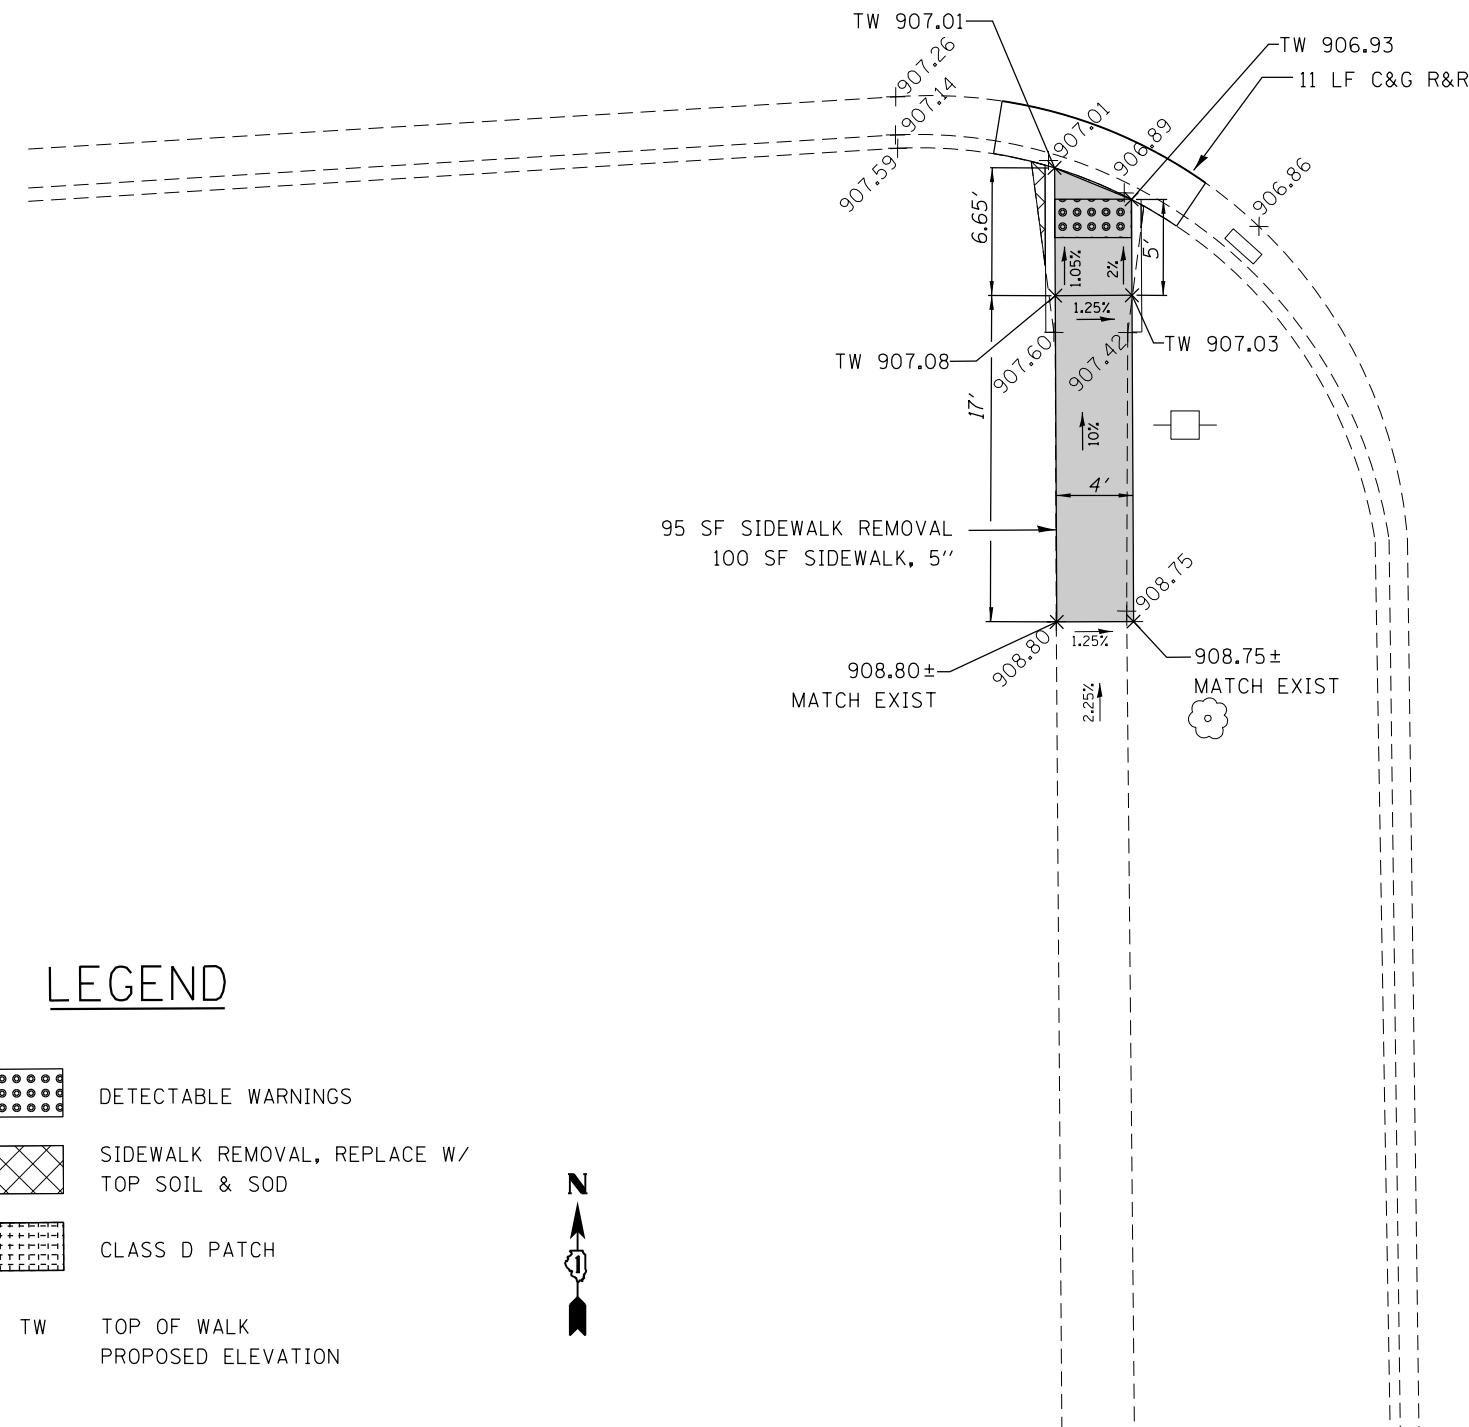 TW 907.01
TW 906.93
11 LF C&G R&R
907.26
907.14
907.59
907.01
906.89
906.86
6.65'
5'
1.05%
2%
1.25%
TW 907.03
TW 907.08
907.60
907.42
17'
10%
4'
95 SF SIDEWALK REMOVAL
100 SF SIDEWALK, 5''
908.75
908.80
1.25%
908.80±
MATCH EXIST
908.75±
MATCH EXIST
2.25%
LEGEND
DETECTABLE WARNINGS
SIDEWALK REMOVAL, REPLACE W/
TOP SOIL & SOD
CLASS D PATCH
TW
TOP OF WALK
PROPOSED ELEVATION
N
1